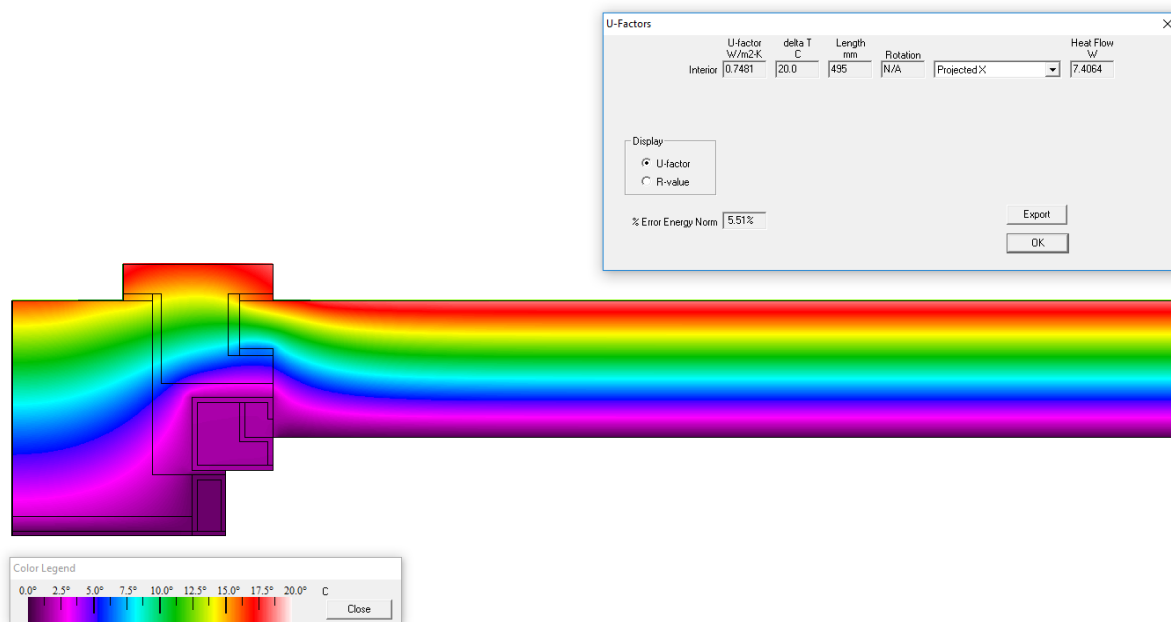 U-Factors
U-factor delta T Length Heat Flow
W/m2-K C mm Rotation W
Interior 0.7481 20.0 495 N/A Projected X 7.4064
Display
U-factor
R-value
% Error Energy Norm 5.51%
Export
OK
Color Legend
0.0° 2.5° 5.0° 7.5° 10.0° 12.5° 15.0° 17.5° 20.0° C
Close